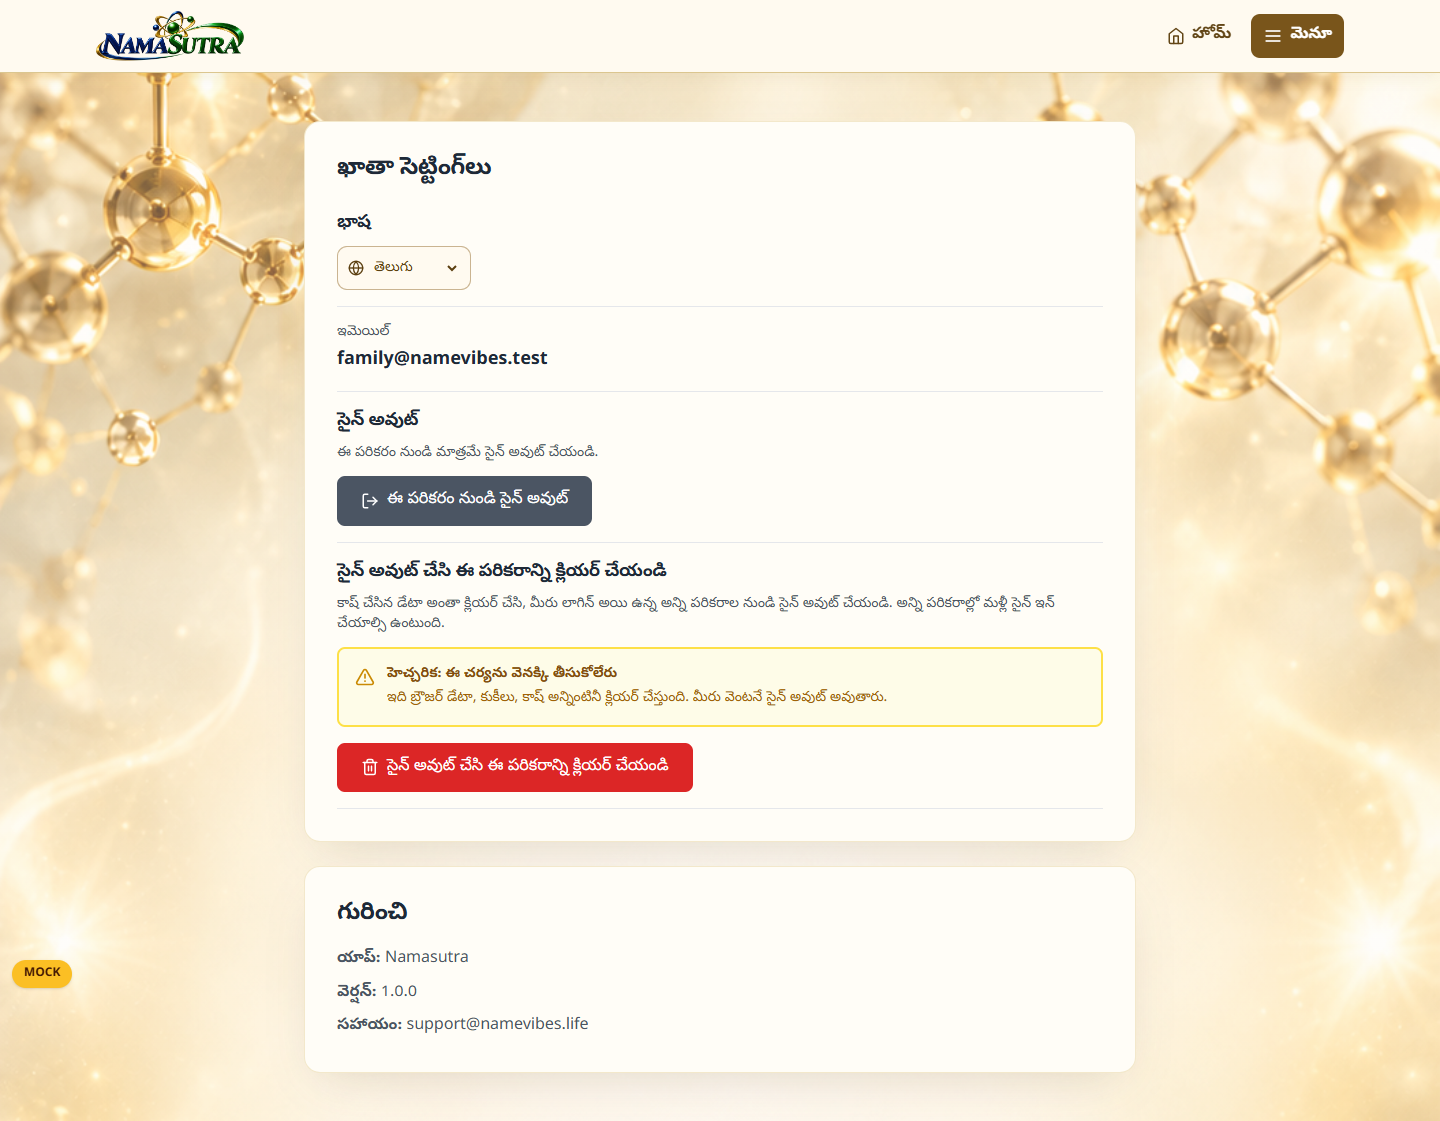 NAMASUTRA
హోమ్
మెనూ
ఖాతా సెట్టింగ్‌లు
భాష
తెలుగు
ఇమెయిల్
family@namevibes.test
సైన్ అవుట్
ఈ పరికరం నుండి మాత్రమే సైన్ అవుట్ చేయండి.
ఈ పరికరం నుండి సైన్ అవుట్
సైన్ అవుట్ చేసి ఈ పరికరాన్ని క్లియర్ చేయండి
కాష్ చేసిన డేటా అంతా క్లియర్ చేసి, మీరు లాగిన్ అయి ఉన్న అన్ని పరికరాల నుండి సైన్ అవుట్ చేయండి. అన్ని పరికరాల్లో మళ్లీ సైన్ ఇన్
చేయాల్సి ఉంటుంది.
హెచ్చరిక: ఈ చర్యను వెనక్కి తీసుకోలేరు
ఇది బ్రౌజర్ డేటా, కుకీలు, కాష్ అన్నింటినీ క్లియర్ చేస్తుంది. మీరు వెంటనే సైన్ అవుట్ అవుతారు.
సైన్ అవుట్ చేసి ఈ పరికరాన్ని క్లియర్ చేయండి
గురించి
యాప్: Namasutra
MOCK
వెర్షన్: 1.0.0
సహాయం: support@namevibes.life